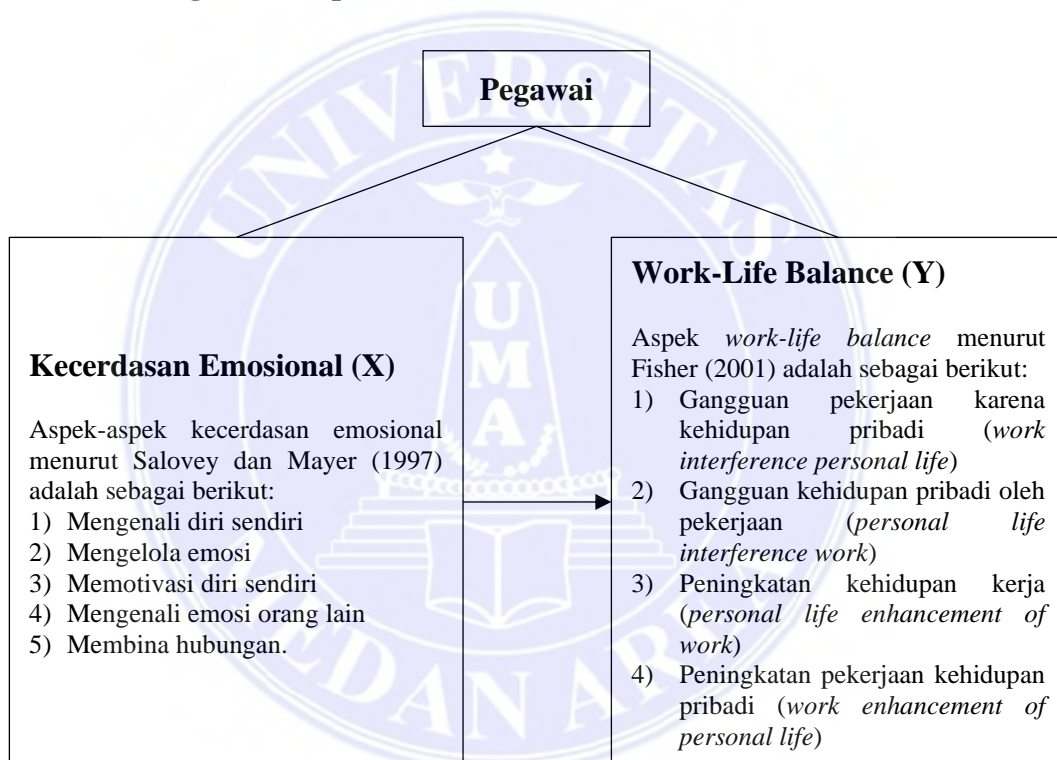 Pegawai
Kecerdasan Emosional (X)
Aspek-aspek kecerdasan emosional
menurut Salovey dan Mayer (1997)
adalah sebagai berikut:
1) Mengenali diri sendiri
2) Mengelola emosi
3) Memotivasi diri sendiri
4) Mengenali emosi orang lain
5) Membina hubungan.
Work-Life Balance (Y)
Aspek work-life balance menurut
Fisher (2001) adalah sebagai berikut:
1) Gangguan pekerjaan karena
kehidupan pribadi (work
interference personal life)
2) Gangguan kehidupan pribadi oleh
pekerjaan (personal life
interference work)
3) Peningkatan kehidupan kerja
(personal life enhancement of
work)
4) Peningkatan pekerjaan kehidupan
pribadi (work enhancement of
personal life)
UNIVERSITAS
UMA
MEDAN AREA